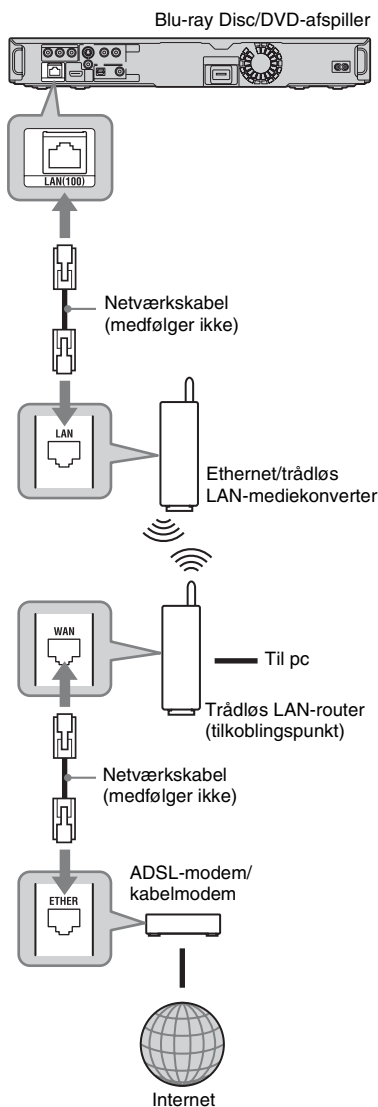 Blu-ray Disc/DVD-afspiller
LAN(100)
Netværkskabel
(medfølger ikke)
LAN
Ethernet/trådløs
LAN-mediekonverter
WAN
Til pc
Trådløs LAN-router
(tilkoblingspunkt)
Netværkskabel
(medfølger ikke)
ADSL-modem/
kabelmodem
ETHER
Internet